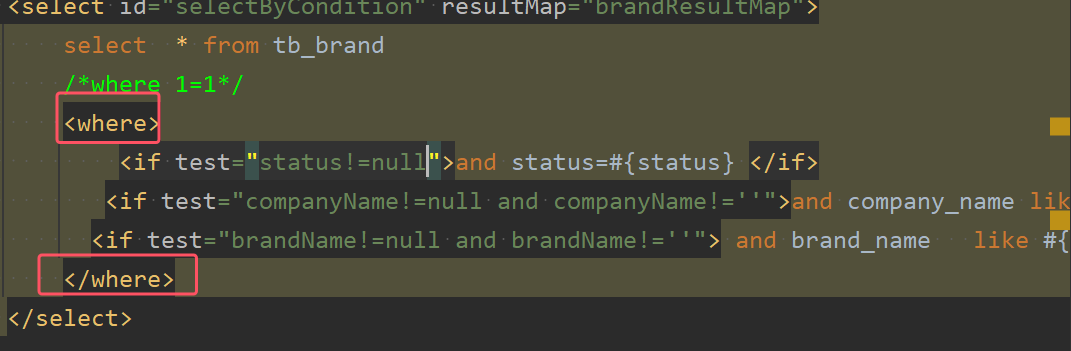 <select id="selectByCondition" resultMap="brandResultMap">
select * from tb_brand
/*where 1=1*/
<where>
<if test="status!=null">and status=#{status} </if>
<if test="companyName!=null and companyName!=''">and company_name lik
<if test="brandName!=null and brandName!=''"> and brand_name like #{
</where>
</select>